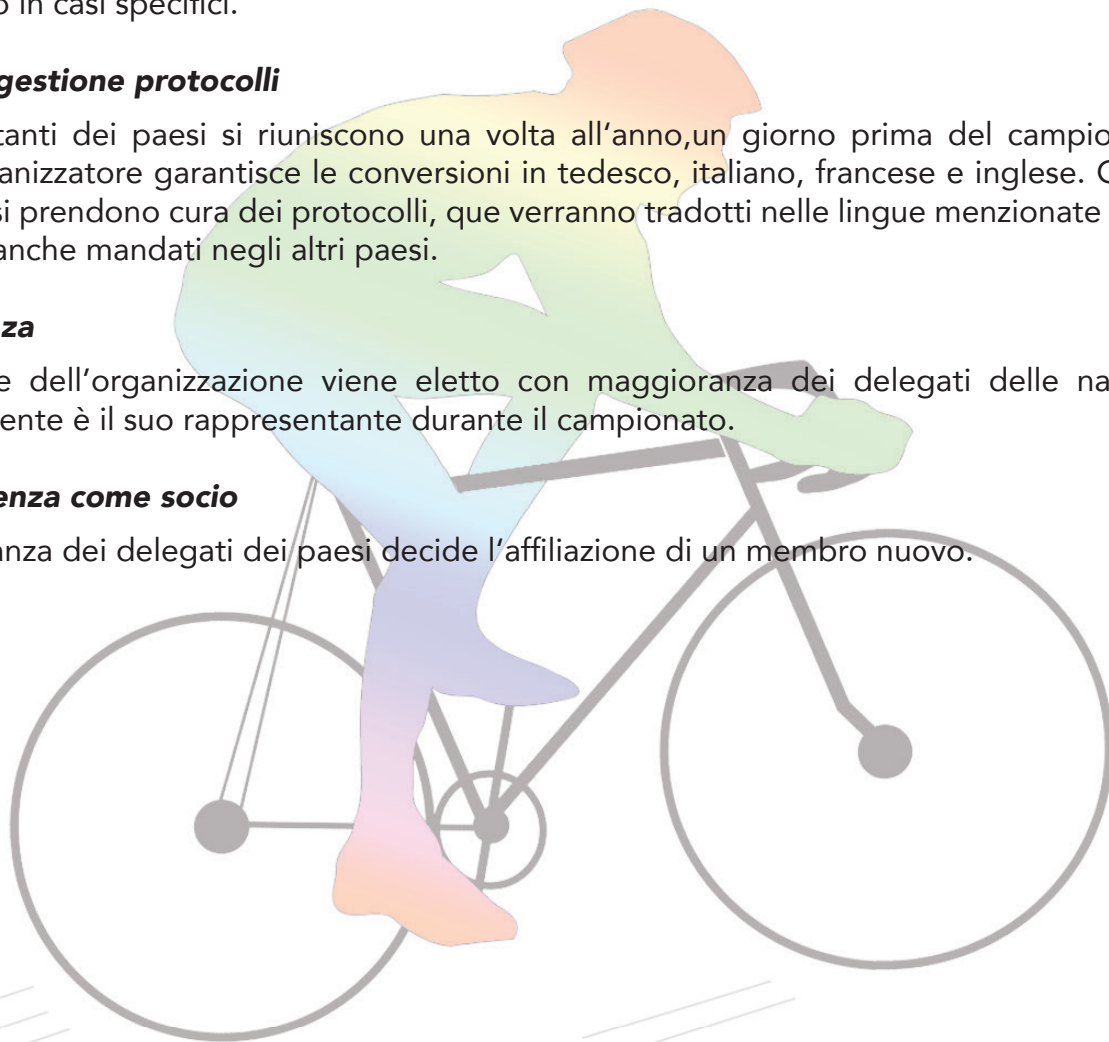 o in casi specifici.
gestione protocolli
tanti dei paesi si riuniscono una volta all'anno,un giorno prima del campio
anizzatore garantisce le conversioni in tedesco, italiano, francese e inglese.
si prendono cura dei protocolli, che verranno tradotti nelle lingue menzionate
anche mandati negli altri paesi.
za
e dell'organizzazione viene eletto con maggioranza dei delegati delle na
ente è il suo rappresentante durante il campionato.
enza come socio
anza dei delegati dei paesi decide l'affiliazione di un membro nuovo.